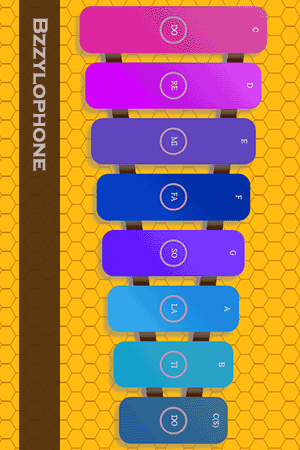 BZZYLOPHONE
DO C
RE D
MI E
FA F
SO G
LA A
TI B
DO C(5)